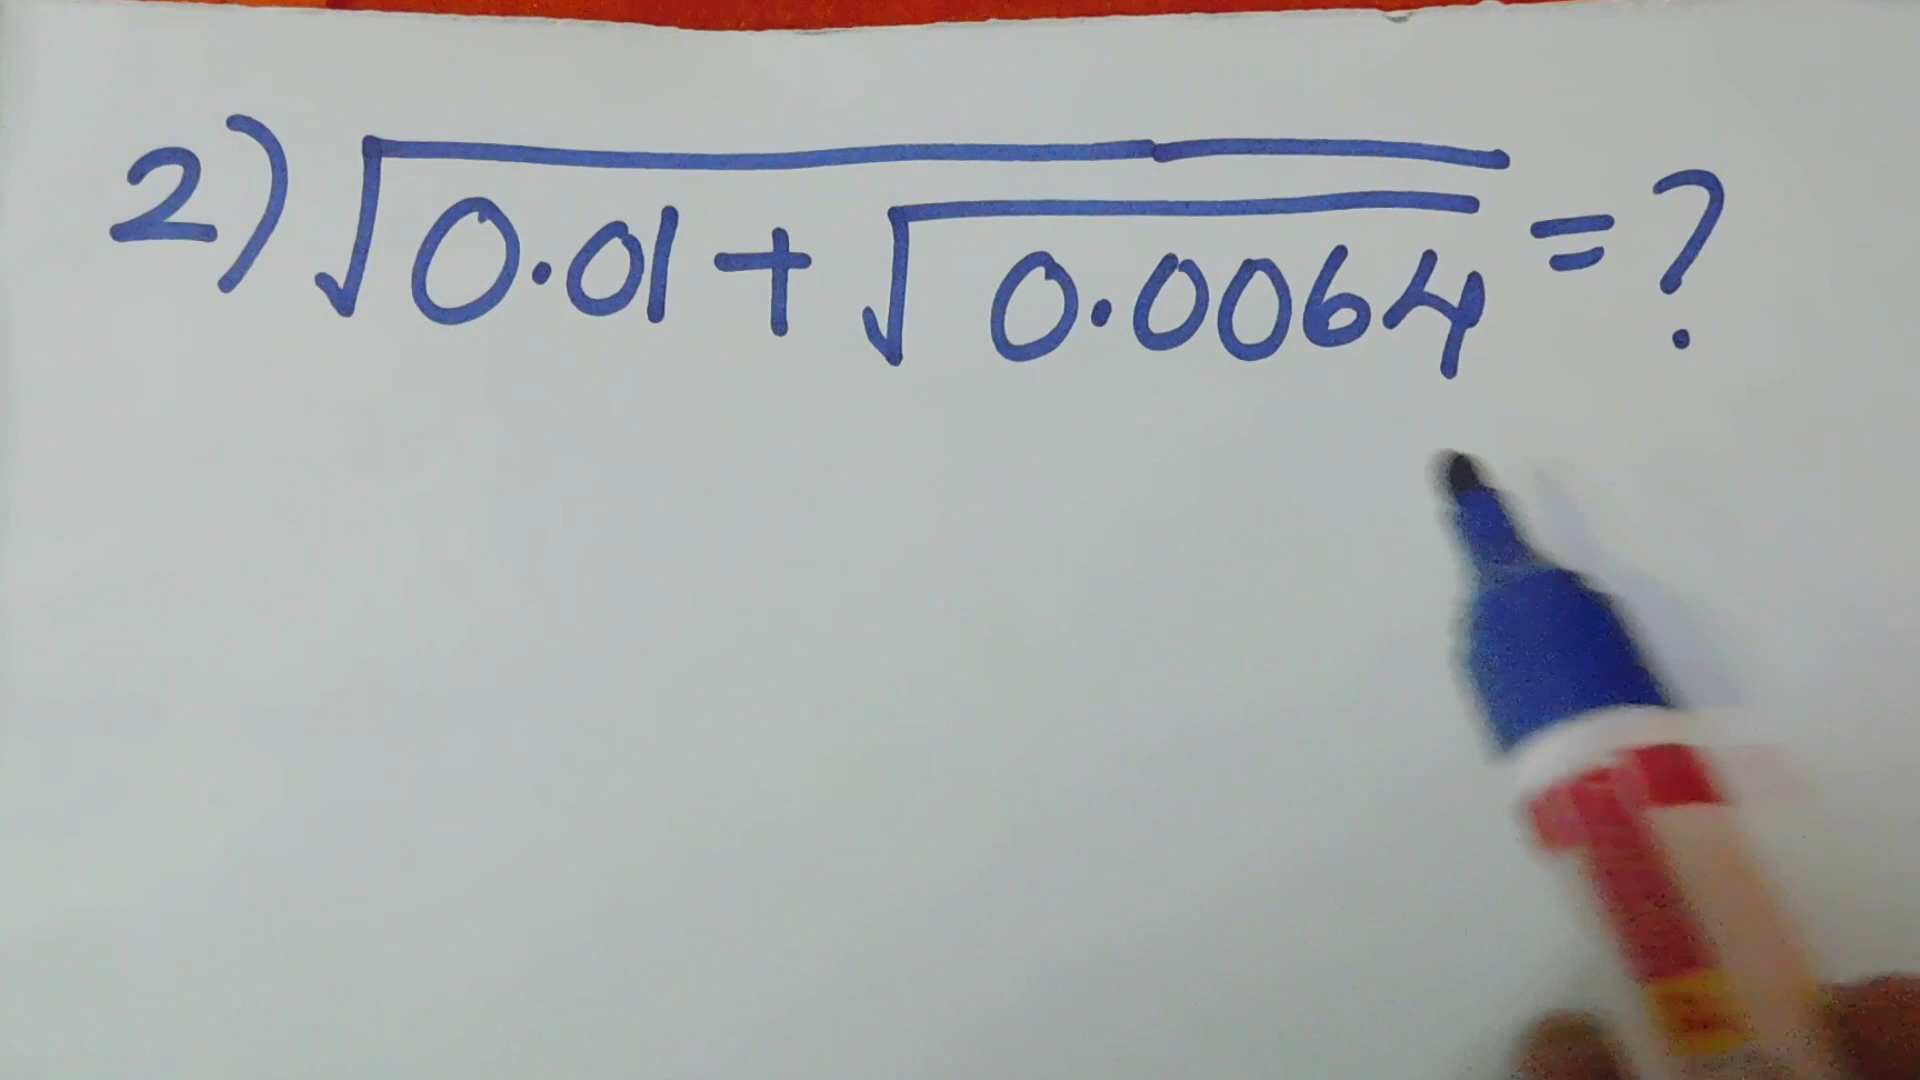 2) √(0.01 + √0.0064) = ?